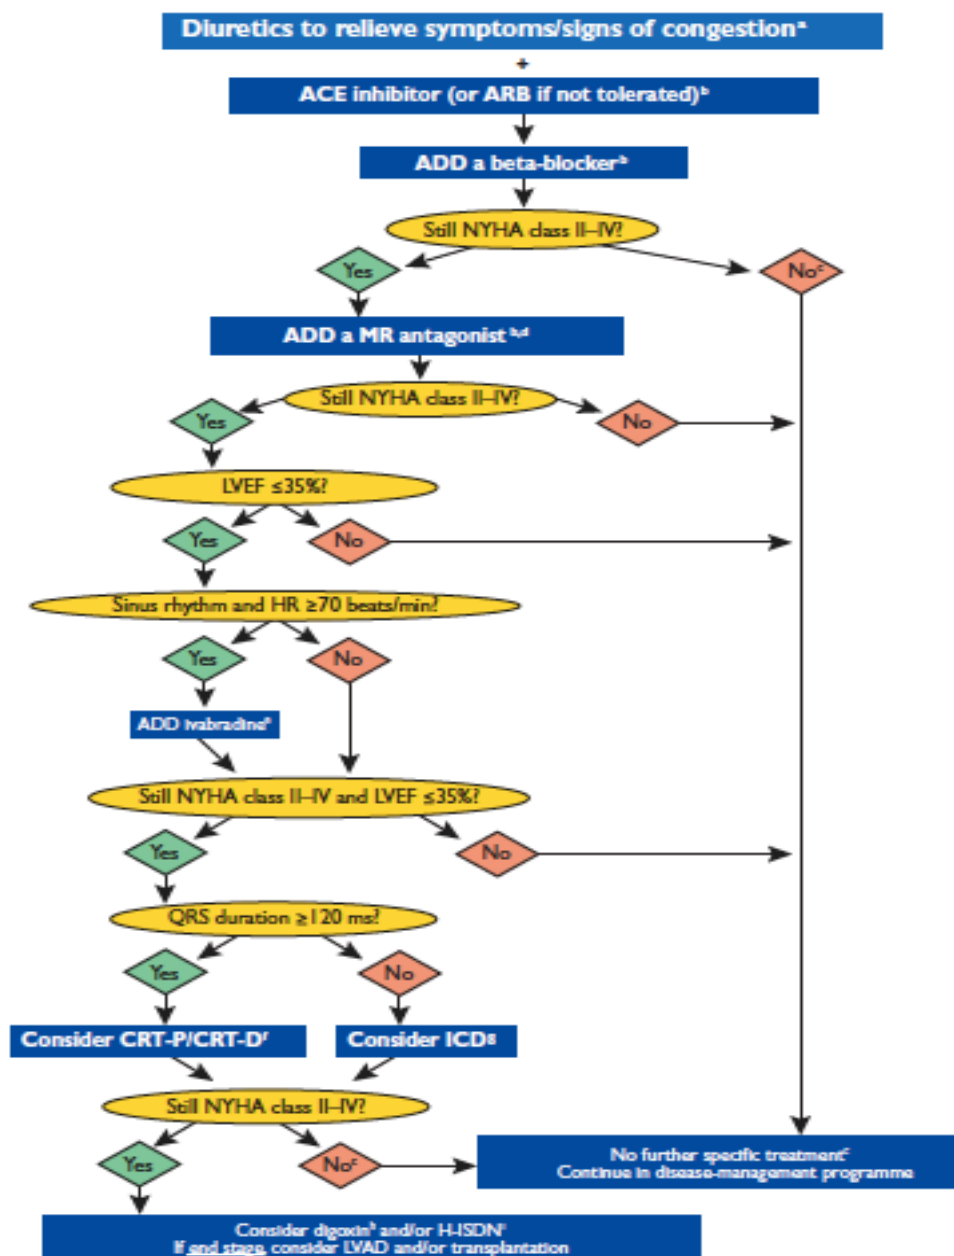 Diuretics to relieve symptoms/signs of congestionᵃ
+
ACE inhibitor (or ARB if not tolerated)ᵇ
ADD a beta-blockerᵇ
Still NYHA class II–IV?
Yes
Noᶜ
ADD a MR antagonistᵇ,ᵈ
Still NYHA class II–IV?
Yes
No
LVEF ≤35%?
Yes
No
Sinus rhythm and HR ≥70 beats/min?
Yes
No
ADD ivabradineᵉ
Still NYHA class II–IV and LVEF ≤35%?
Yes
No
QRS duration ≥120 ms?
Yes
No
Consider CRT-P/CRT-Dᶠ
Consider ICDᵍ
Still NYHA class II–IV?
Yes
Noᶜ
No further specific treatmentᶜ
Continue in disease-management programme
Consider digoxinʰ and/or H-ISDNⁱ
If end stage, consider LVAD and/or transplantation